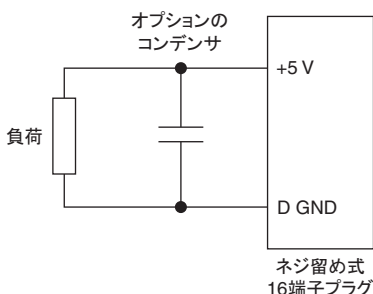 オプションの
コンデンサ
+5 V
負荷
D GND
ネジ留め式
16端子プラグ